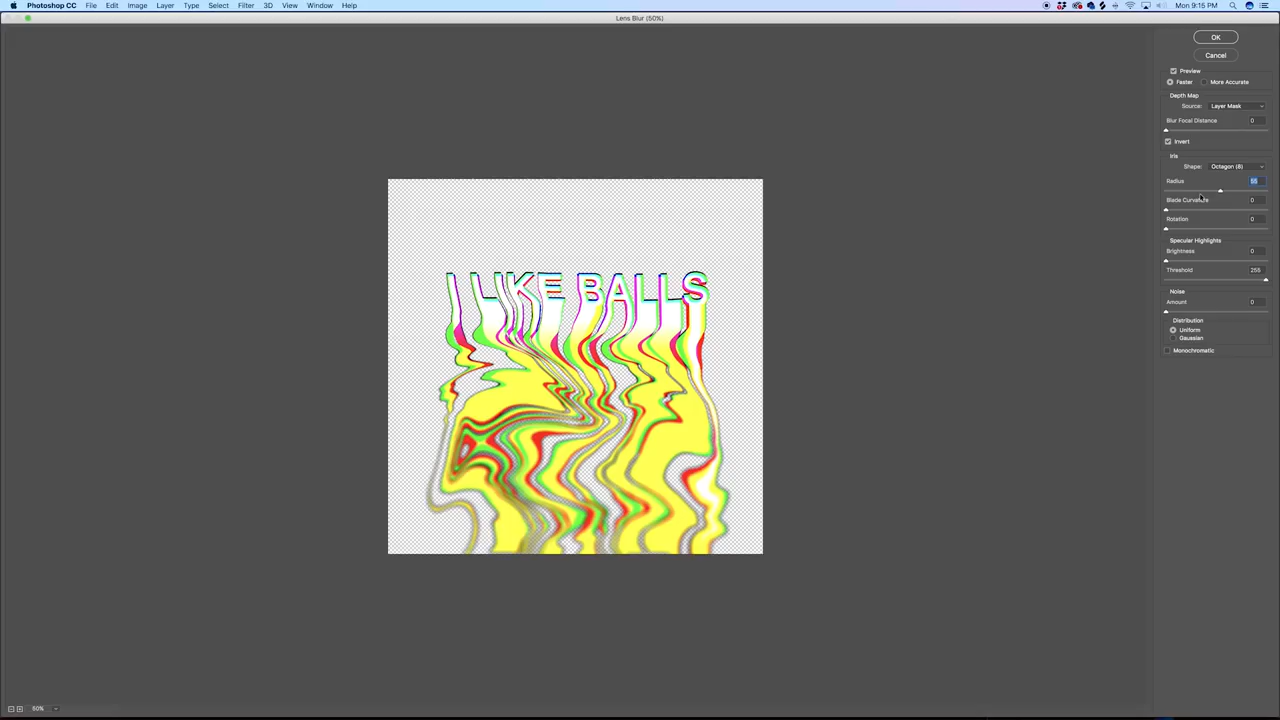 Photoshop CC File Edit Image Layer Type Select Filter 3D View Window Help Mon 9:15 PM
Lens Blur (50%)
OK
Cancel
Preview
Faster More Accurate
Depth Map
Source: Layer Mask
Blur Focal Distance 0
Invert
Iris
Shape: Octagon (8)
Radius 55
Blade Curvature 0
Rotation 0
Specular Highlights
Brightness 0
Threshold 255
Noise
Amount 0
Distribution
Uniform
Gaussian
Monochromatic
I LIKE BALLS
50%